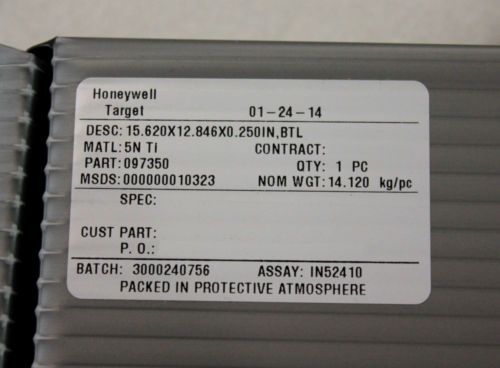 Honeywell
Target 01-24-14
DESC: 15.620X12.846X0.250IN,BTL
MATL: 5N Ti CONTRACT:
PART: 097350 QTY: 1 PC
MSDS: 000000010323 NOM WGT: 14.120 kg/pc
SPEC:
CUST PART:
P. O.:
BATCH: 3000240756 ASSAY: IN52410
PACKED IN PROTECTIVE ATMOSPHERE